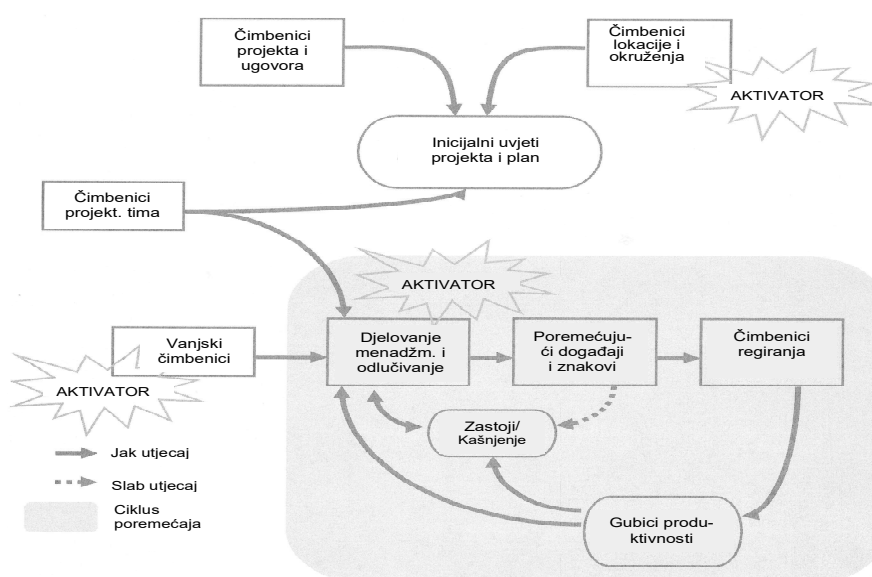 Čimbenici
projekta i
ugovora
Čimbenici
lokacije i
okruženja
AKTIVATOR
Inicijalni uvjeti
projekta i plan
Čimbenici
projekt. tima
AKTIVATOR
Vanjski
čimbenici
AKTIVATOR
Djelovanje
menadžm. i
odlučivanje
Poremećuju-
ći događaji
i znakovi
Čimbenici
regiranja
Zastoji/
Kašnjenje
Gubici produ-
ktivnosti
Jak utjecaj
Slab utjecaj
Ciklus
poremećaja